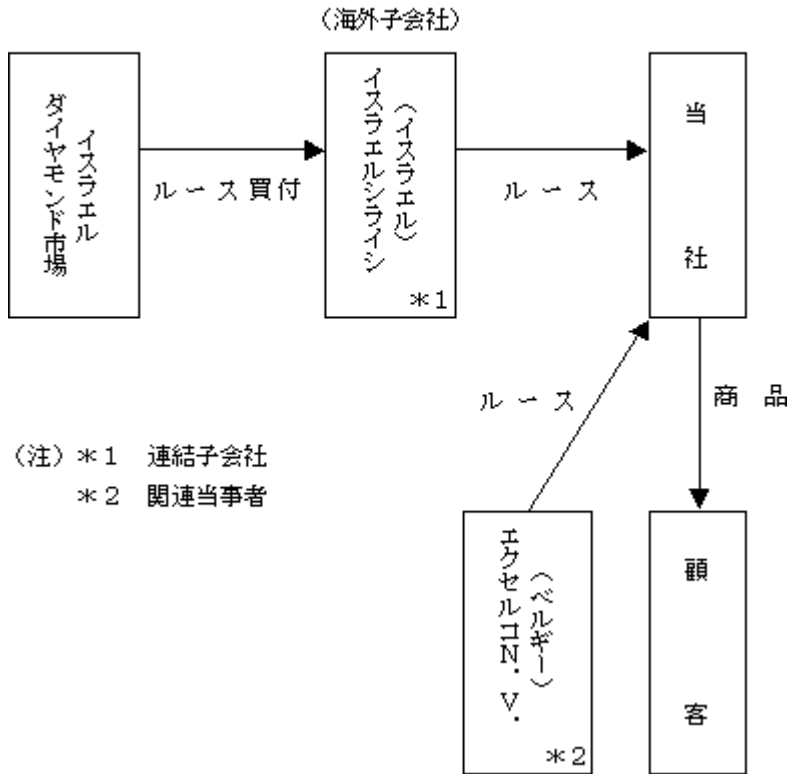 （海外子会社）
イスラエル
ダイヤモンド市場
ルース買付
（イスラエル）
イスラエルシライシ
＊1
ルース
当社
ルース
商品
（注）＊1 連結子会社
＊2 関連当事者
（ベルギー）
エクセルコN．V．
＊2
顧客